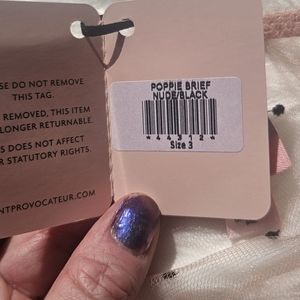 SE DO NOT REMOVE
THIS TAG.
REMOVED, THIS ITEM
LONGER RETURNABLE.
S DOES NOT AFFECT
R STATUTORY RIGHTS.
NTPROVOCATEUR.COM
POPPIE BRIEF
NUDE/BLACK
*44312*
Size 3